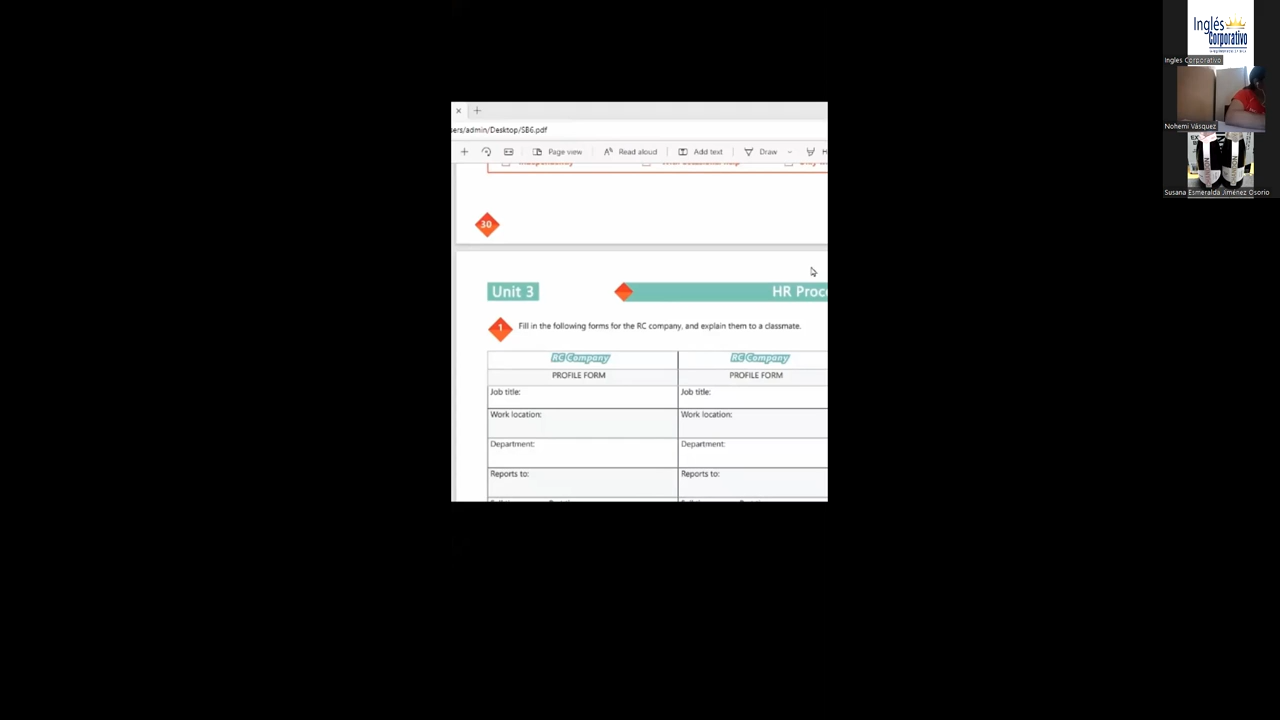 sers/admin/Desktop/SB6.pdf
Page view
Read aloud
Add text
Draw
30
Unit 3
HR Proc
1
Fill in the following forms for the RC company, and explain them to a classmate.
RC Company
RC Company
PROFILE FORM
PROFILE FORM
Job title:
Job title:
Work location:
Work location:
Department:
Department:
Reports to:
Reports to:
Inglés
Corporativo
ingles Corporativo
Nohemi Vásquez
Susana Esmeralda Jiménez Osorio